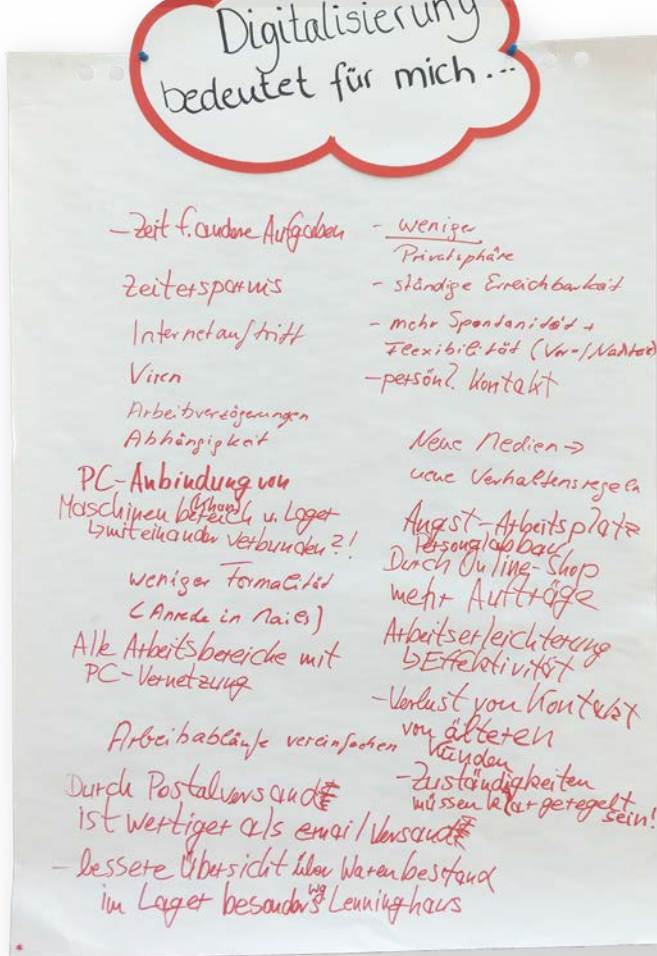 Digitalisierung
bedeutet für mich...
- Zeit f. andere Aufgaben
Zeitersparnis
Internetauftritt
Viren
Arbeitsverzögerungen
Abhängigkeit
PC-Anbindung von
Maschinenbereich u. Lager
↳ miteinander verbunden?!
weniger Formalität
(Anrede in Mails)
Alle Arbeitsbereiche mit
PC-Vernetzung
Arbeitsabläufe vereinfachen
Durch Postalversand
ist wertiger als email Versand
- bessere Übersicht über Warenbestand
im Lager besonders Lenninghaus
- weniger
Privatsphäre
- ständige Erreichbarkeit
- mehr Spontanität +
Flexibilität (Vor-/Nachteil)
- persönl. Kontakt
Neue Medien →
neue Verhaltensregeln
Angst - Arbeitsplatz
Personalabbau
Durch Online-Shop
mehr Aufträge
Arbeitserleichterung
↳ Effektivität
- Verlust von Kontakt
von älteren
Kunden
- Zuständigkeiten
müssen klar geregelt
sein!